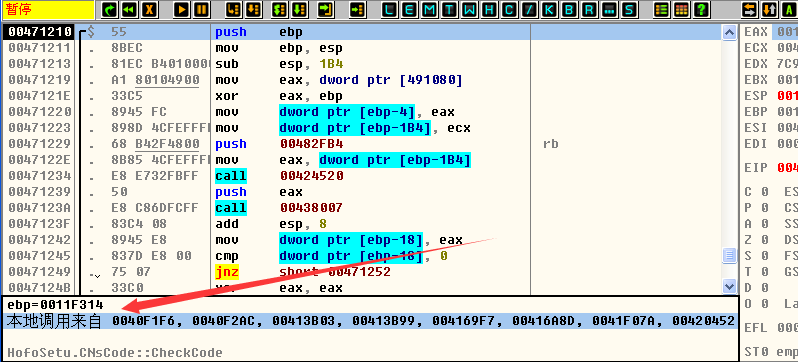 暂停 L E M T W H C / K B R ... S
00471210 $ 55 push ebp EAX 001
00471211 . 8BEC mov ebp, esp ECX 004
00471213 . 81EC B4010000 sub esp, 1B4 EDX 7C9
00471219 . A1 80104900 mov eax, dword ptr [491080] EBX 001
0047121E . 33C5 xor eax, ebp ESP 001
00471220 . 8945 FC mov dword ptr [ebp-4], eax EBP 001
00471223 . 898D 4CFEFFFF mov dword ptr [ebp-1B4], ecx ESI 004
00471229 . 68 B42F4800 push 00482FB4 rb EDI 001
0047122E . 8B85 4CFEFFFF mov eax, dword ptr [ebp-1B4]
00471234 . E8 E732FBFF call 00424520 EIP 004
00471239 . 50 push eax C 0 ES
0047123A . E8 C86DFCFF call 00438007 P 0 CS
0047123F . 83C4 08 add esp, 8 A 0 SS
00471242 . 8945 E8 mov dword ptr [ebp-18], eax Z 0 DS
00471245 . 837D E8 00 cmp dword ptr [ebp-18], 0 S 0 FS
00471249 . 75 07 jnz short 00471252 T 0 GS
0047124B . 33C0 xor eax, eax D 0
ebp=0011F314 O 0 La
本地调用来自 0040F1F6, 0040F2AC, 00413B03, 00413B99, 004169F7, 00416A8D, 0041F07A, 00420452
EFL 000
HofoSetu.CNsCode::CheckCode ST0 emp